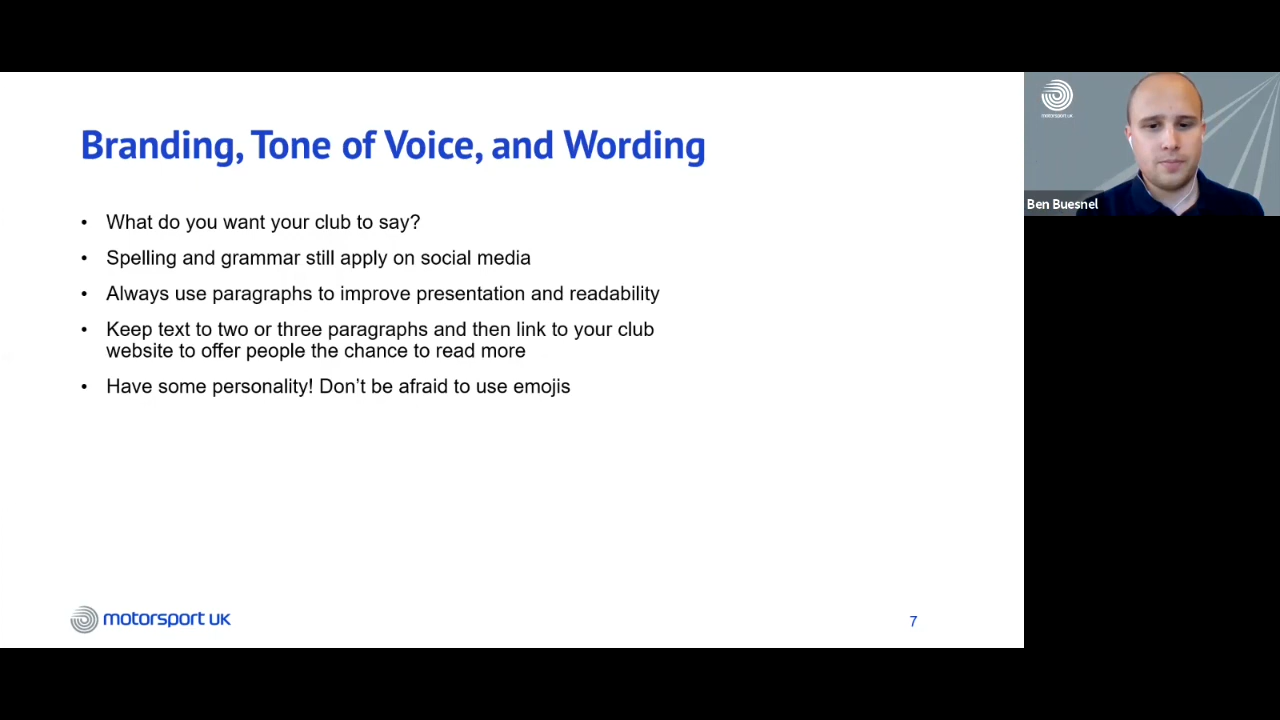 Branding, Tone of Voice, and Wording
• What do you want your club to say?
• Spelling and grammar still apply on social media
• Always use paragraphs to improve presentation and readability
• Keep text to two or three paragraphs and then link to your club
website to offer people the chance to read more
• Have some personality! Don't be afraid to use emojis
motorsport UK
7
motorsport UK
Ben Buesnel